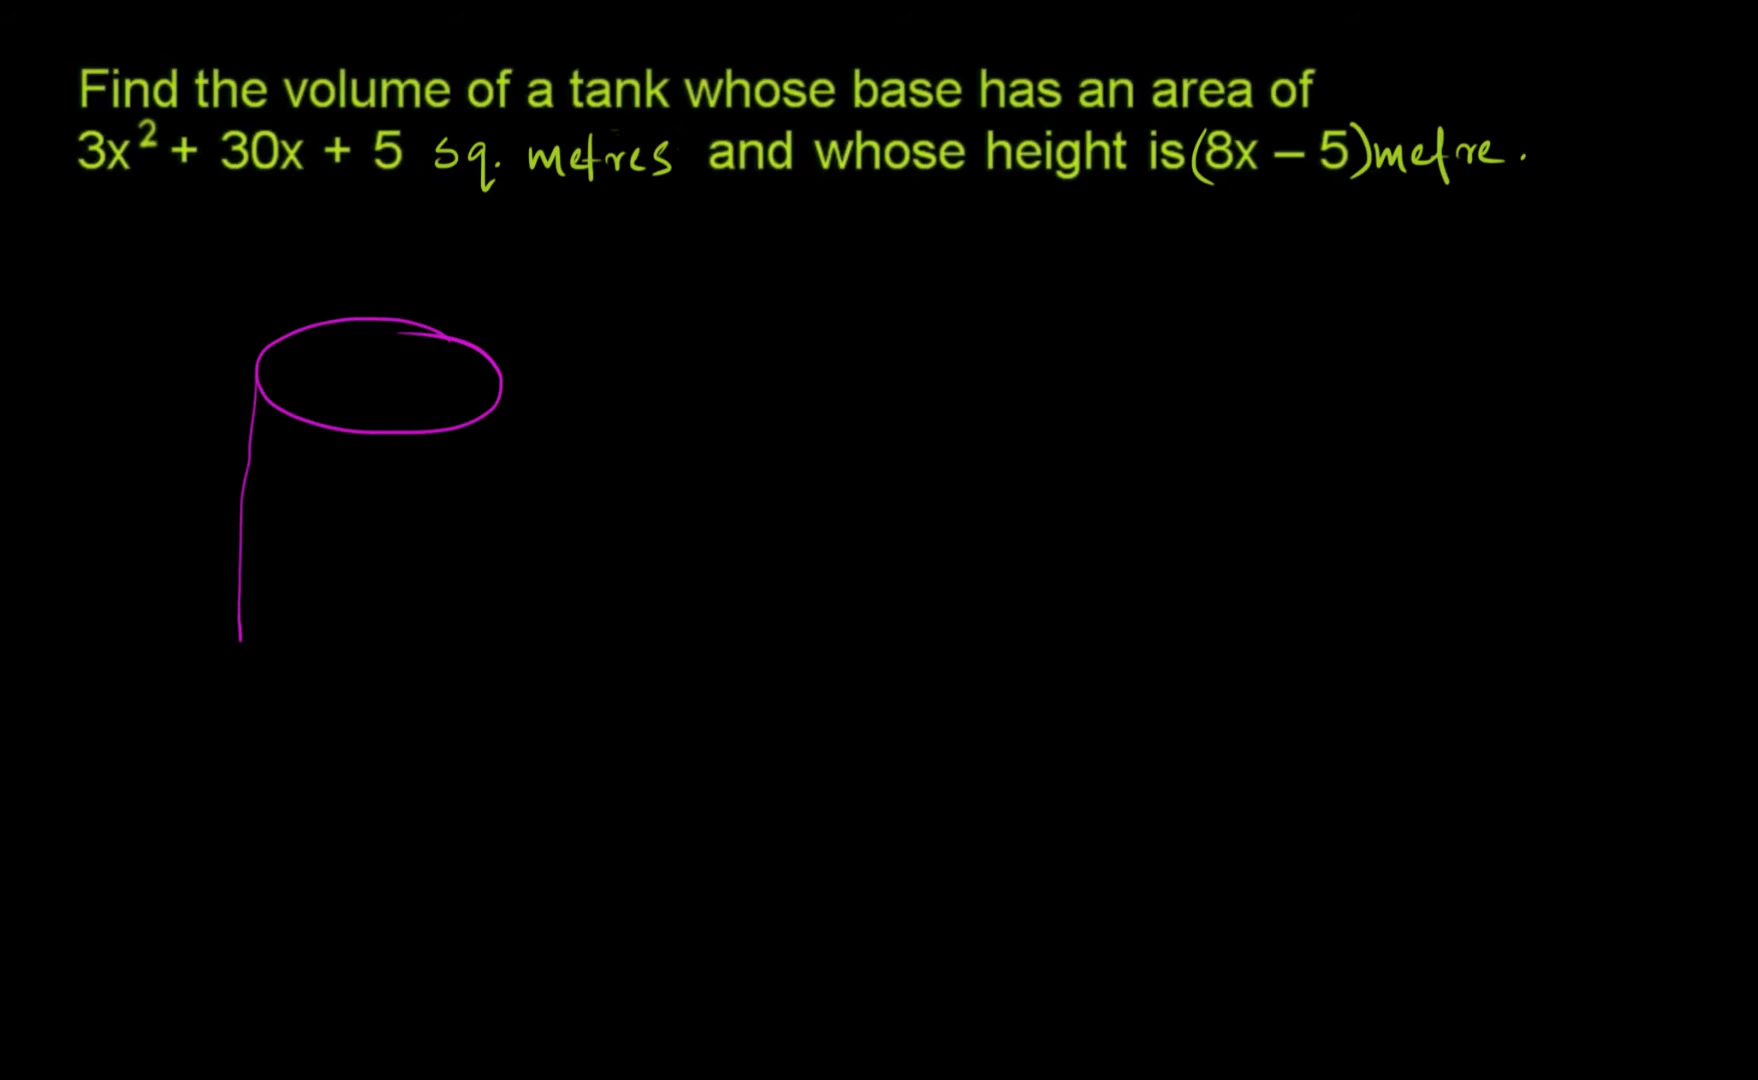 Find the volume of a tank whose base has an area of
3x² + 30x + 5 sq. metres and whose height is (8x – 5) metre.